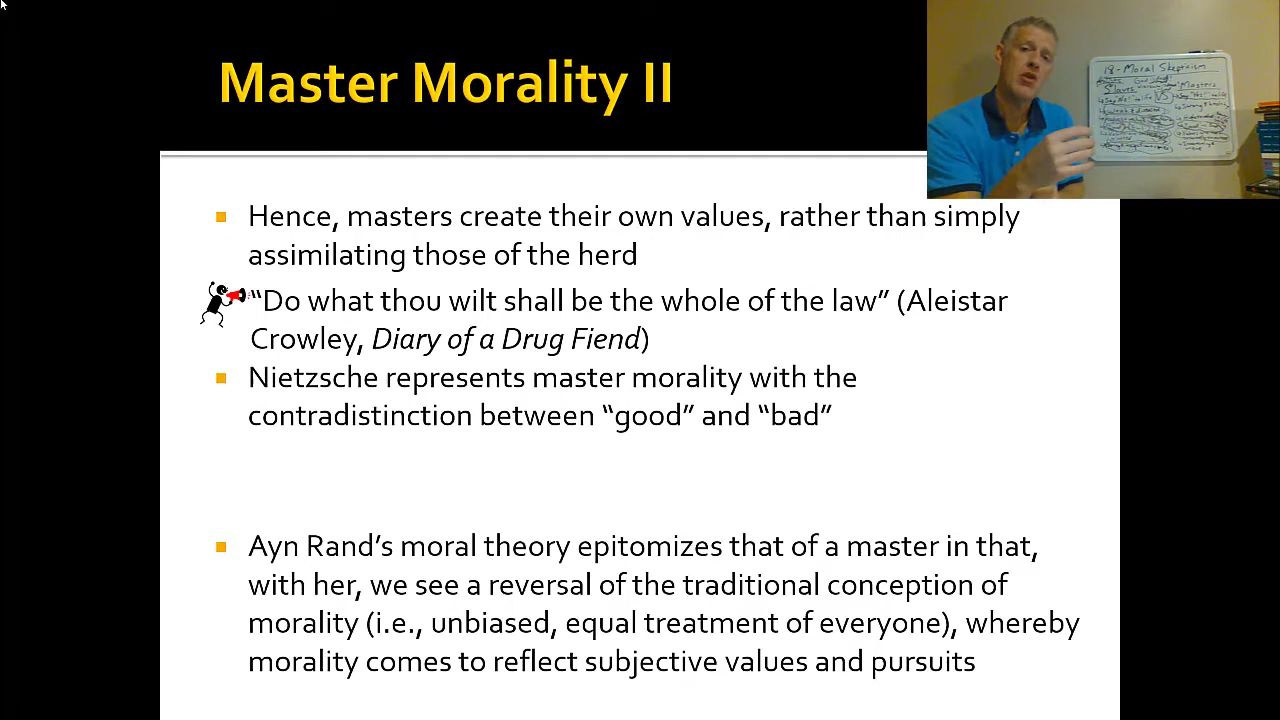 Master Morality II
18- Moral Skepticism
Slaves VS Masters
Hence, masters create their own values, rather than simply
assimilating those of the herd
“Do what thou wilt shall be the whole of the law” (Aleistar
Crowley, Diary of a Drug Fiend)
Nietzsche represents master morality with the
contradistinction between “good” and “bad”
Ayn Rand’s moral theory epitomizes that of a master in that,
with her, we see a reversal of the traditional conception of
morality (i.e., unbiased, equal treatment of everyone), whereby
morality comes to reflect subjective values and pursuits